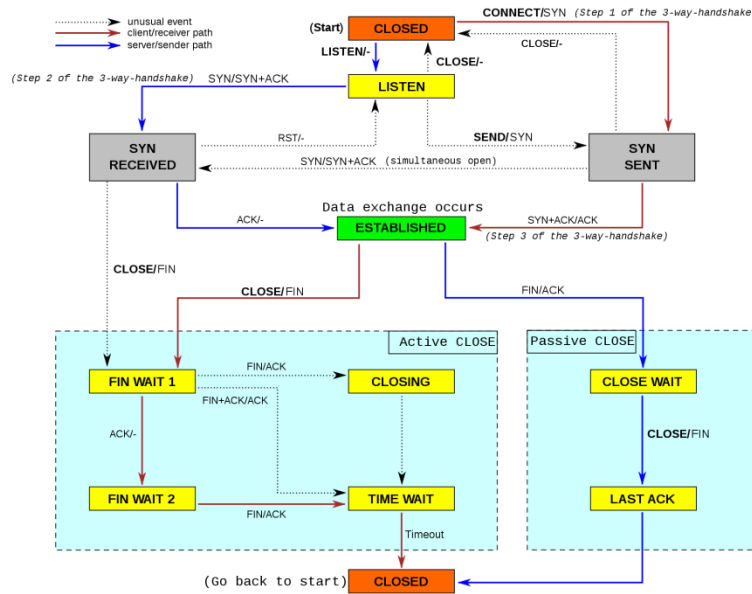 unusual event
client/receiver path
server/sender path
(Start)
CLOSED
CONNECT/SYN (Step 1 of the 3-way-handshake)
CLOSE/-
LISTEN/-
CLOSE/-
(Step 2 of the 3-way-handshake)
SYN/SYN+ACK
LISTEN
RST/-
SEND/SYN
SYN
RECEIVED
SYN
SENT
SYN/SYN+ACK (simultaneous open)
Data exchange occurs
ACK/-
ESTABLISHED
SYN+ACK/ACK
(Step 3 of the 3-way-handshake)
CLOSE/FIN
CLOSE/FIN
FIN/ACK
Active CLOSE
Passive CLOSE
FIN/ACK
FIN WAIT 1
CLOSING
CLOSE WAIT
FIN+ACK/ACK
ACK/-
CLOSE/FIN
FIN WAIT 2
TIME WAIT
LAST ACK
FIN/ACK
Timeout
(Go back to start)
CLOSED